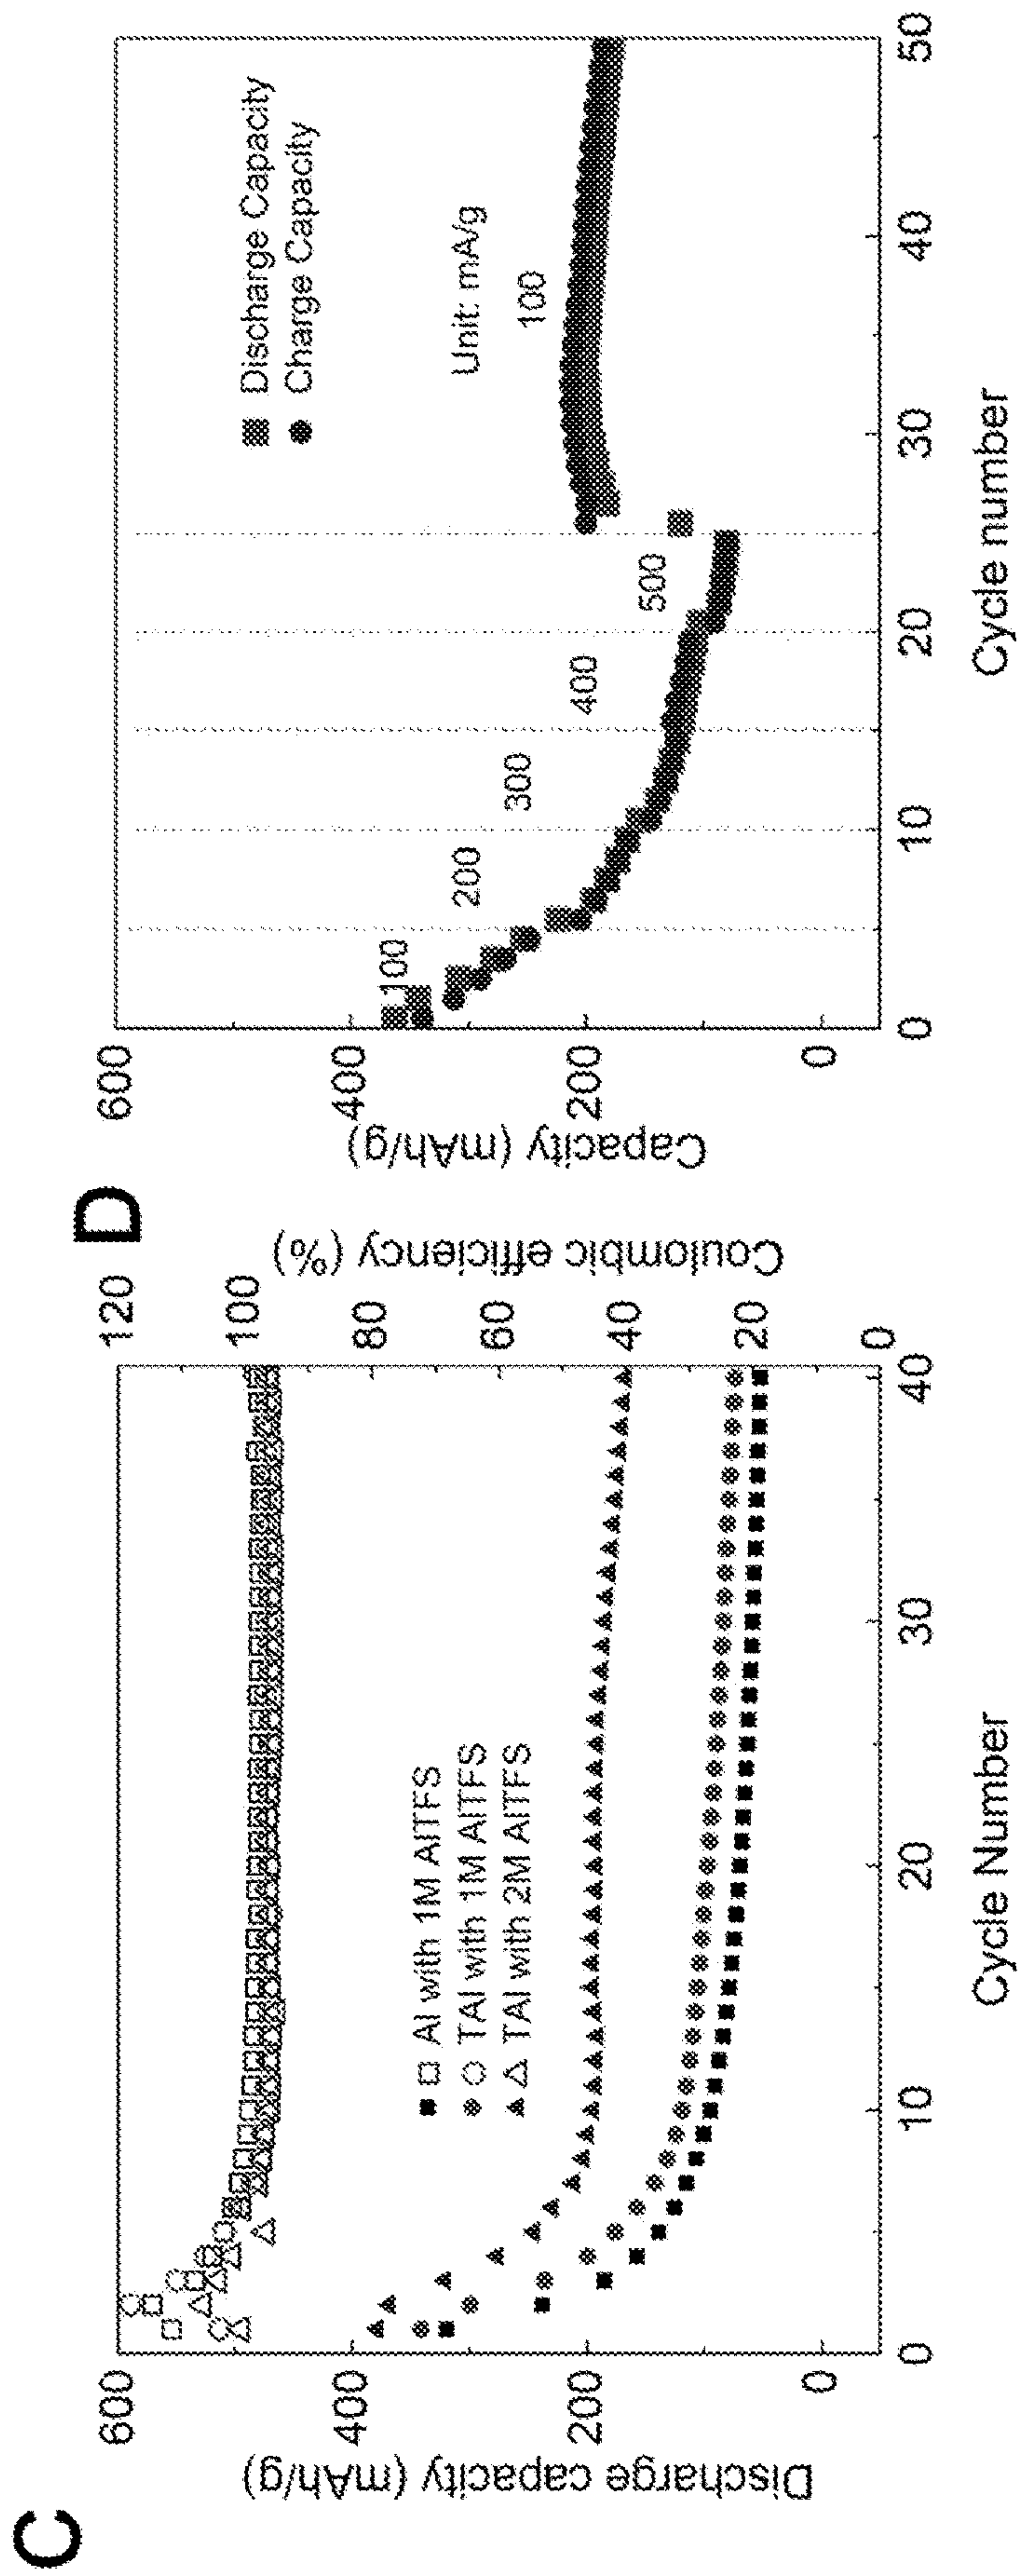 C
Discharge capacity (mAh/g)
600
400
200
0
0
10
20
30
40
Cycle Number
Al with 1M AlTFS
TAl with 1M AlTFS
TAl with 2M AlTFS
120
100
80
60
40
20
0
Coulombic efficiency (%)
D
Capacity (mAh/g)
600
400
200
0
0
10
20
30
40
50
Cycle number
Discharge Capacity
Charge Capacity
Unit: mA/g
100
200
300
400
500
100